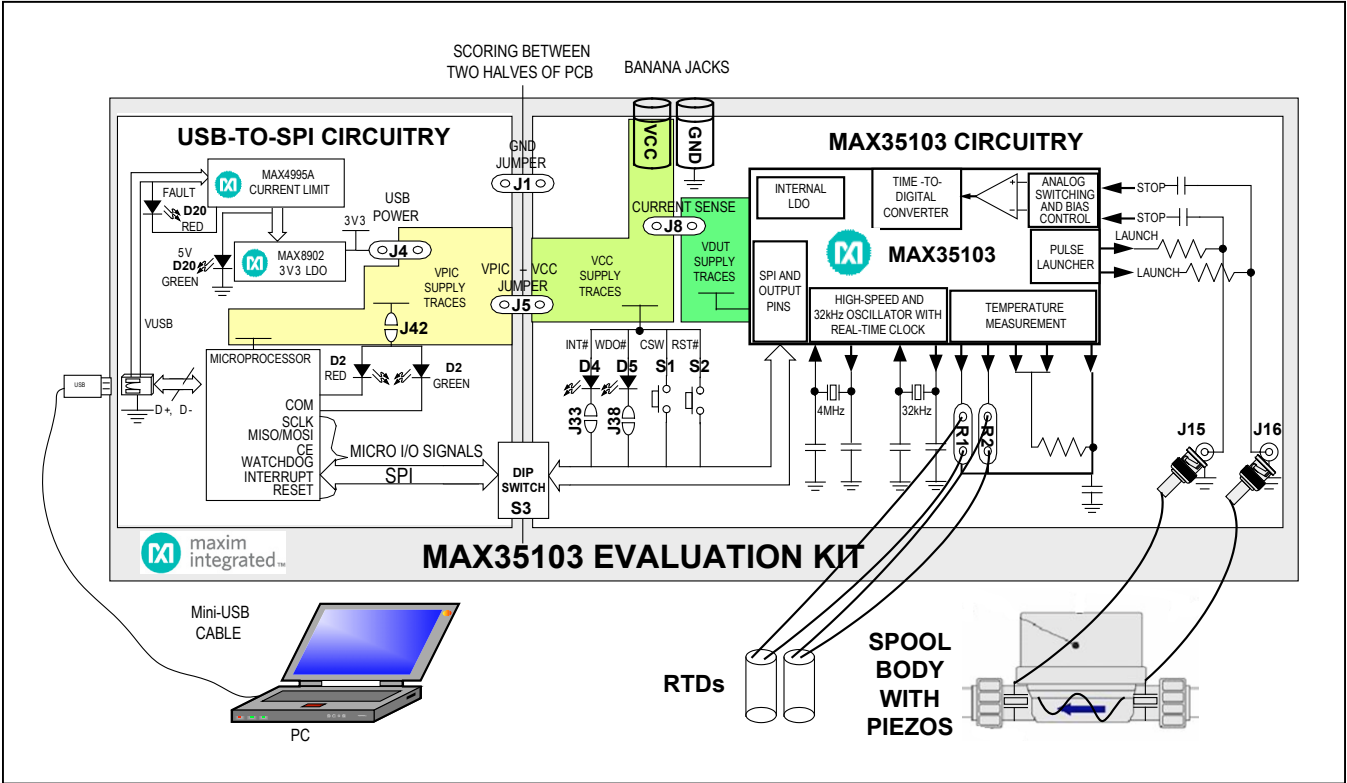 SCORING BETWEEN
TWO HALVES OF PCB
BANANA JACKS
USB-TO-SPI CIRCUITRY
MAX4995A
CURRENT LIMIT
FAULT
D20
RED
5V
D20
GREEN
MAX8902
3V3 LDO
3V3
USB
POWER
J4
VPIC
SUPPLY
TRACES
J42
VUSB
MICROPROCESSOR
D2
RED
D2
GREEN
USB
D+, D-
COM
SCLK
MISO/MOSI
CE
WATCHDOG
INTERRUPT
RESET
MICRO I/O SIGNALS
SPI
GND
JUMPER
J1
VPIC - VCC
JUMPER
J5
DIP
SWITCH
S3
VCC
GND
CURRENT SENSE
J8
VCC
SUPPLY
TRACES
VDUT
SUPPLY
TRACES
INT#
WDO#
CSW
RST#
D4
D5
S1
S2
J33
J38
MAX35103 CIRCUITRY
INTERNAL
LDO
TIME -TO-
DIGITAL
CONVERTER
+
–
ANALOG
SWITCHING
AND BIAS
CONTROL
MAX35103
PULSE
LAUNCHER
SPI AND
OUTPUT
PINS
HIGH-SPEED AND
32kHz OSCILLATOR WITH
REAL-TIME CLOCK
TEMPERATURE
MEASUREMENT
STOP
STOP
LAUNCH
LAUNCH
4MHz
32kHz
R1
R2
J15
J16
maxim
integrated™
MAX35103 EVALUATION KIT
Mini-USB
CABLE
PC
RTDs
SPOOL
BODY
WITH
PIEZOS